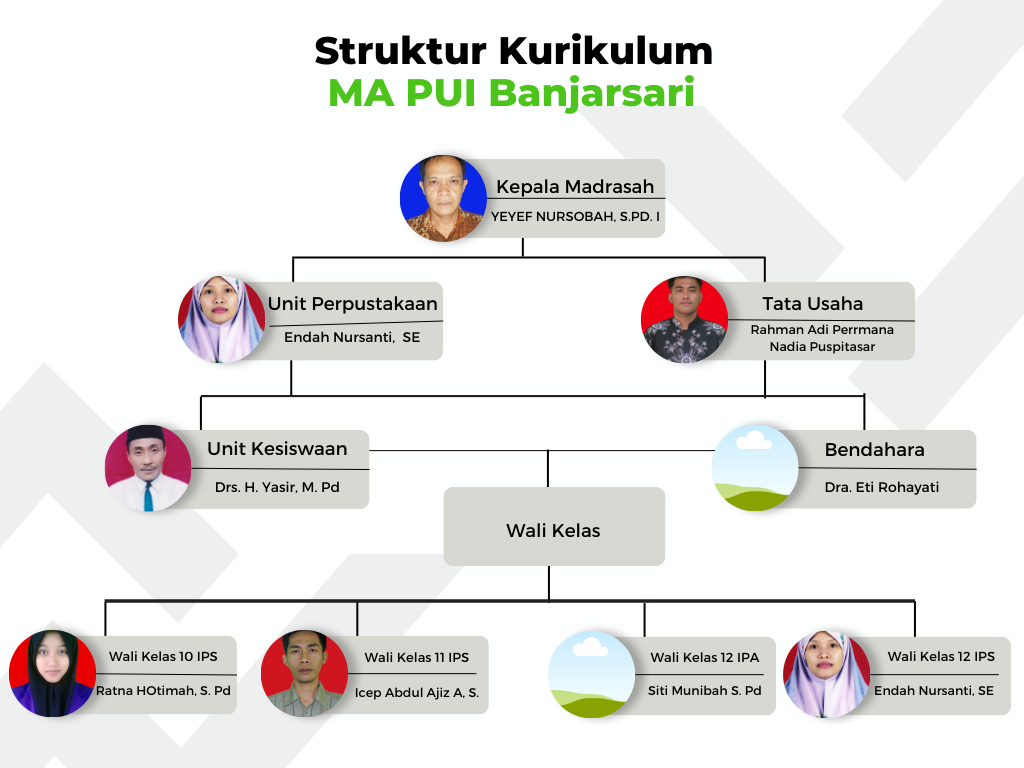 Struktur Kurikulum
MA PUI Banjarsari
Kepala Madrasah
YEYEF NURSOBAH, S.PD. I
Unit Perpustakaan
Endah Nursanti, SE
Tata Usaha
Rahman Adi Perrmana
Nadia Puspitasar
Unit Kesiswaan
Drs. H. Yasir, M. Pd
Bendahara
Dra. Eti Rohayati
Wali Kelas
Wali Kelas 10 IPS
Ratna HOtimah, S. Pd
Wali Kelas 11 IPS
Icep Abdul Ajiz A, S.
Wali Kelas 12 IPA
Siti Munibah S. Pd
Wali Kelas 12 IPS
Endah Nursanti, SE